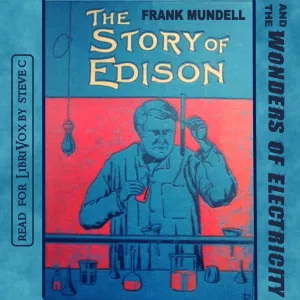 FRANK MUNDELL
THE
STORY OF
EDISON
AND
THE WONDERS OF ELECTRICITY
READ FOR LIBRIVOX BY STEVE C